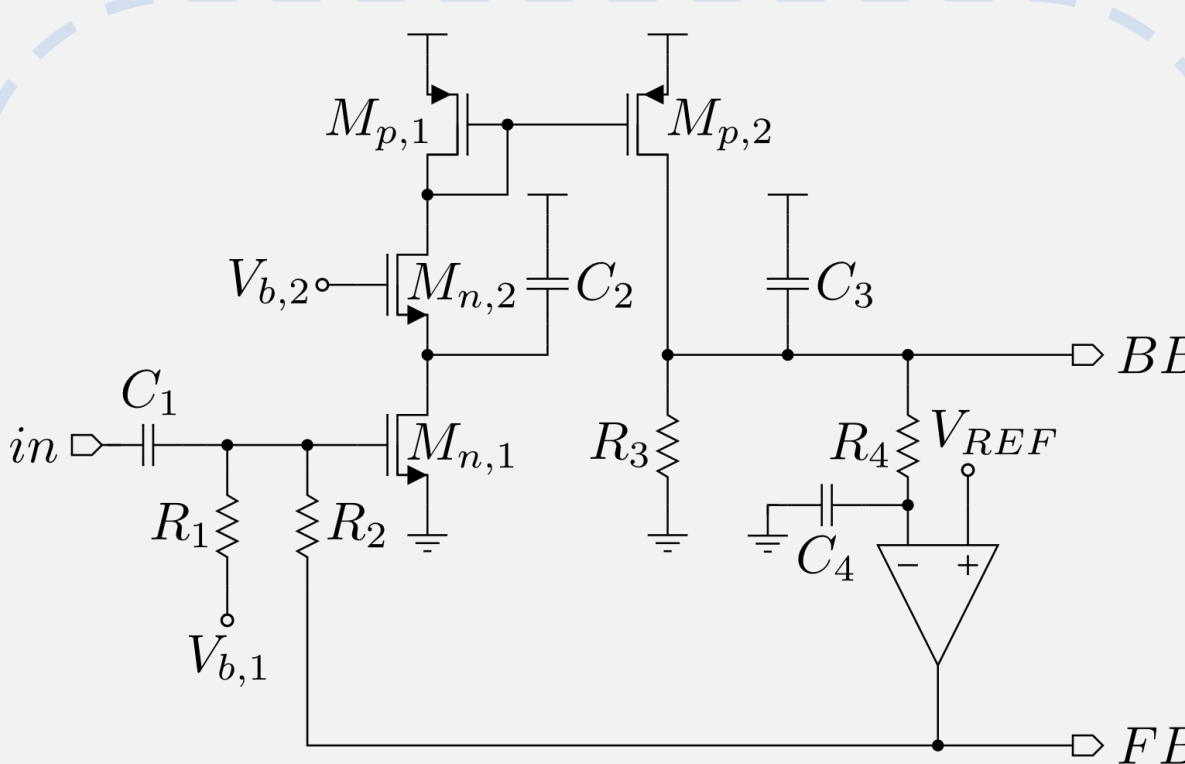 M_{p,1}
M_{p,2}
V_{b,2}
M_{n,2}
C_2
C_3
C_1
in
M_{n,1}
R_3
R_4
V_{REF}
R_1
R_2
C_4
− +
V_{b,1}